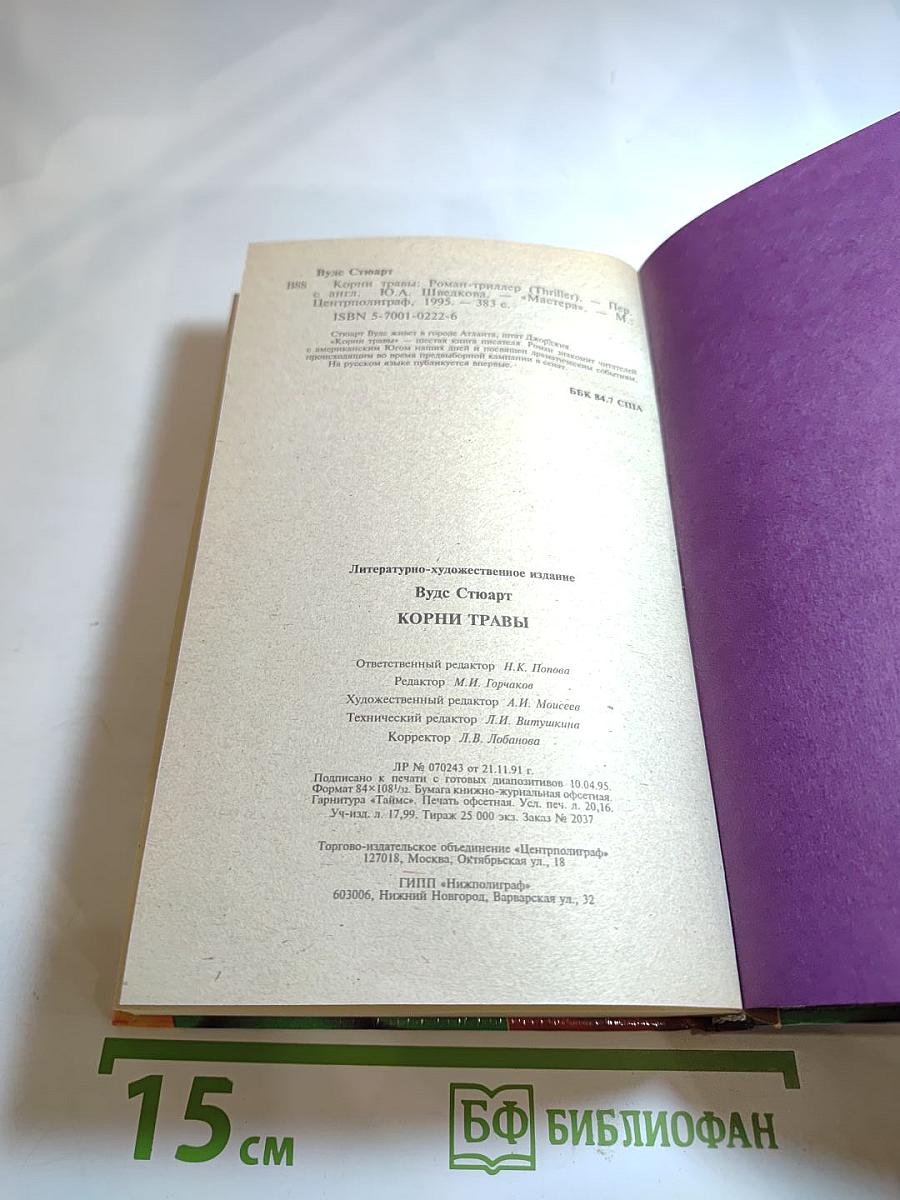 Вудс Стюарт
В88 Корни травы: Роман-триллер (Thriller). — Пер.
с англ. Ю.А. Шведкова. — «Мастера». — М.:
Центрполиграф, 1995. — 383 с.
ISBN 5-7001-0222-6
Стюарт Вудс живет в городе Атланта, штат Джорджия.
«Корни травы» — шестая книга писателя. Роман знакомит читателей
с американским Югом наших дней и посвящен драматическим событиям,
происходящим во время предвыборной кампании в сенат.
На русском языке публикуется впервые.
ББК 84.7 США
Литературно-художественное издание
Вудс Стюарт
КОРНИ ТРАВЫ
Ответственный редактор Н.К. Попова
Редактор М.И. Горчаков
Художественный редактор А.И. Моисеев
Технический редактор Л.И. Витушкина
Корректор Л.В. Лобанова
ЛР № 070243 от 21.11.91 г.
Подписано к печати с готовых диапозитивов 10.04.95.
Формат 84×108 1/32. Бумага книжно-журнальная офсетная.
Гарнитура «Таймс». Печать офсетная. Усл. печ. л. 20,16.
Уч-изд. л. 17,99. Тираж 25 000 экз. Заказ № 2037
Торгово-издательское объединение «Центрполиграф»
127018, Москва, Октябрьская ул., 18
ГИПП «Нижполиграф»
603006, Нижний Новгород, Варварская ул., 32
15 см
БФ БИБЛИОФАН